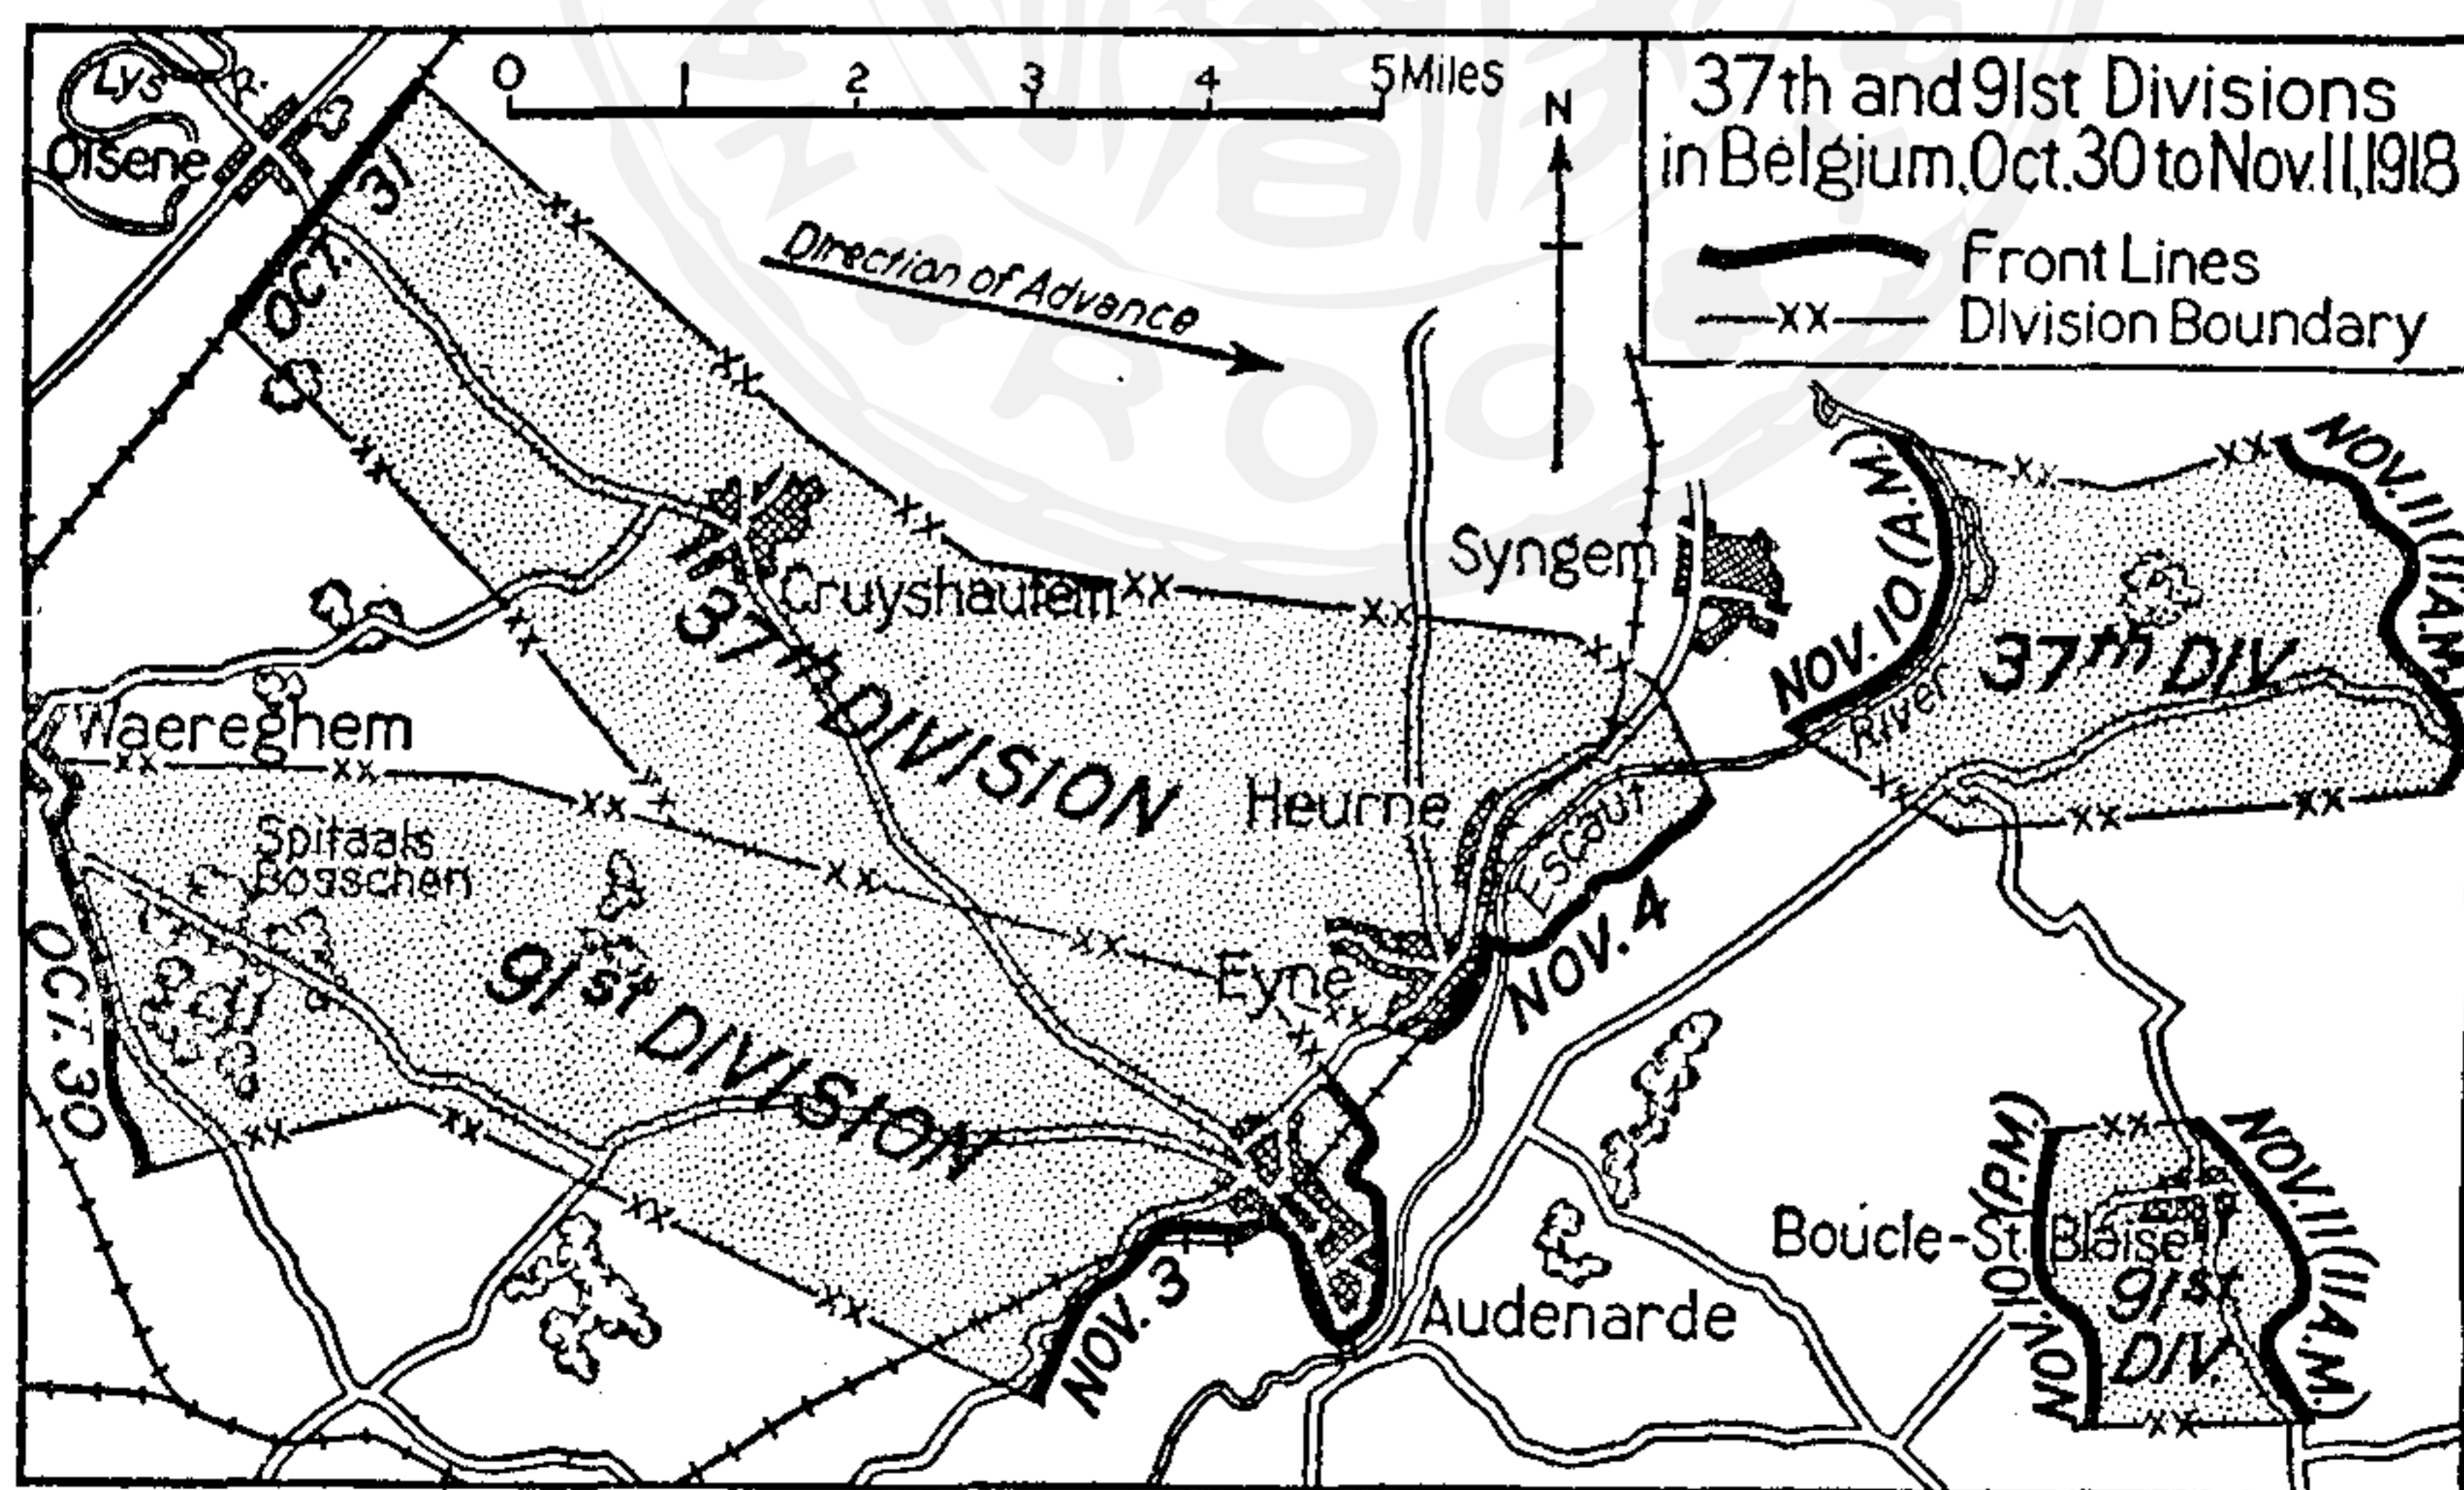 Lys R.
Olsene
0 1 2 3 4 5 Miles
N
37th and 91st Divisions
in Belgium, Oct. 30 to Nov. 11, 1918
Front Lines
XX Division Boundary
Direction of Advance
OCT. 31
Cruyshautem
Syngem
NOV. 10 (A.M.)
NOV. 11 (11 A.M.)
37th DIV.
37th DIVISION
Waereghem
Heurne
Escaut River
Spitaals
Bosschen
OCT. 30
91st DIVISION
Eyne
NOV. 4
NOV. 3
Audenarde
Boucle-St. Blaise
NOV. 10 (P.M.)
91st
DIV.
NOV. 11 (11 A.M.)